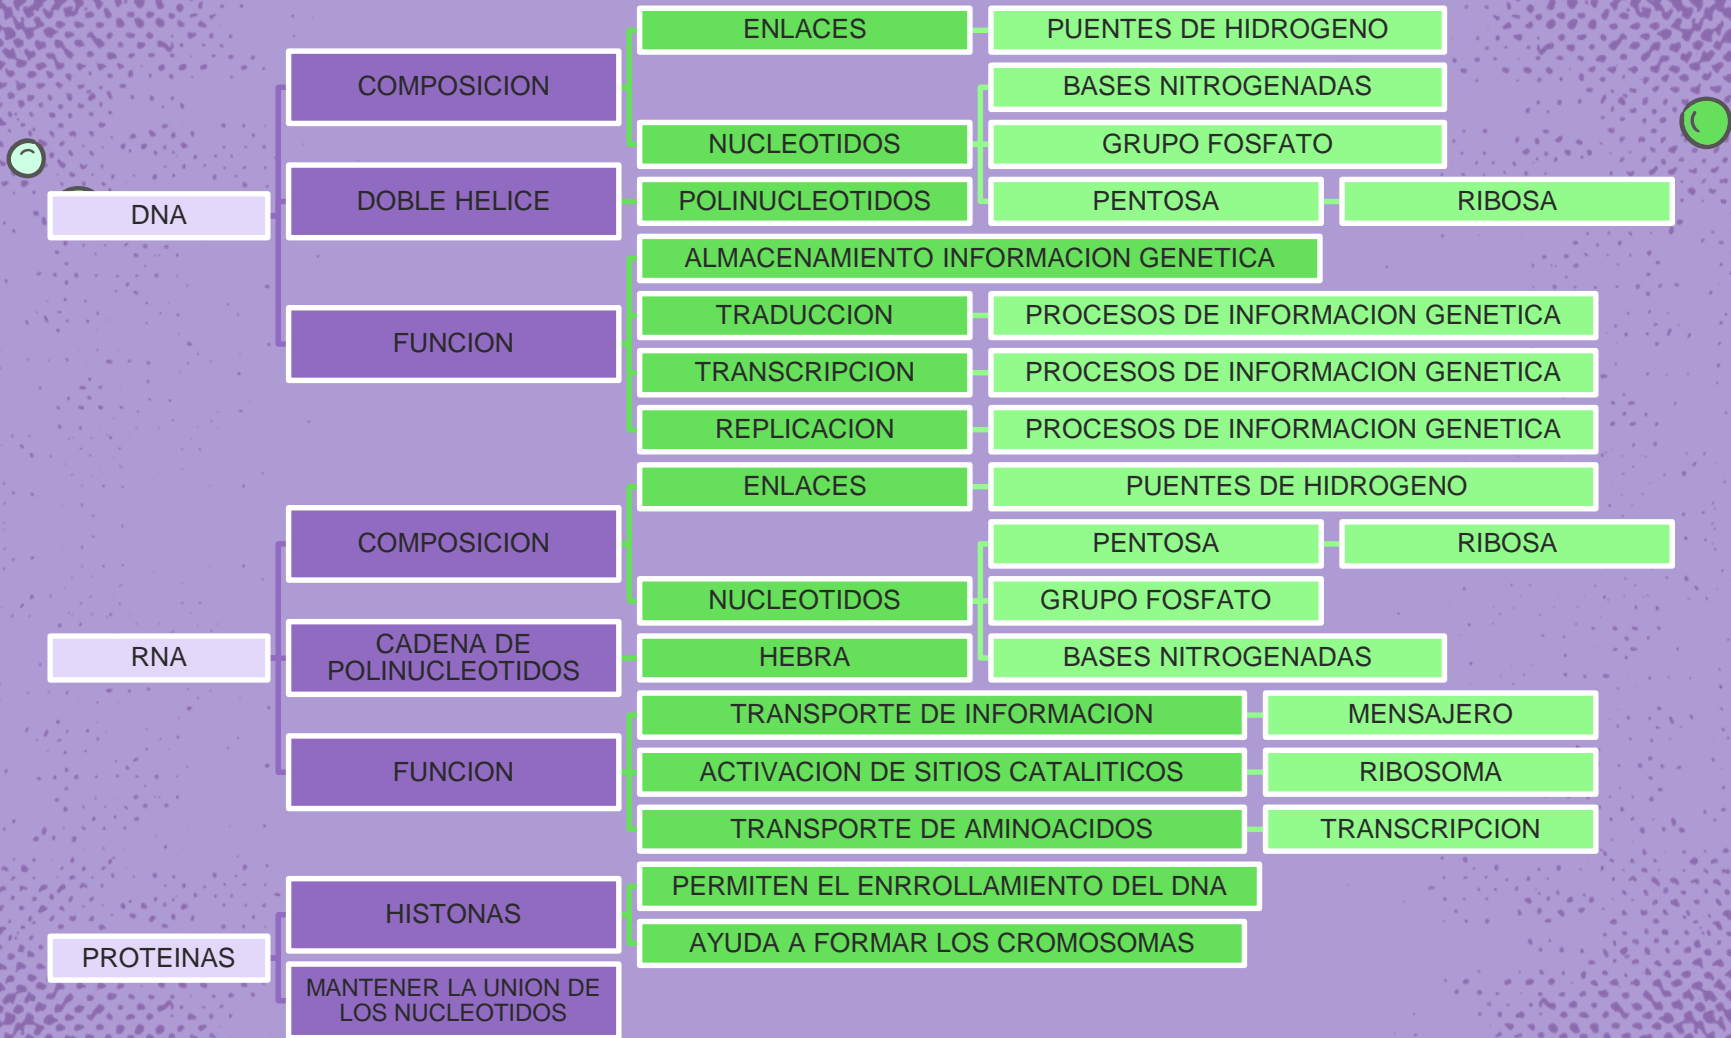 DNA
COMPOSICION
ENLACES
PUENTES DE HIDROGENO
NUCLEOTIDOS
BASES NITROGENADAS
GRUPO FOSFATO
PENTOSA
RIBOSA
DOBLE HELICE
POLINUCLEOTIDOS
FUNCION
ALMACENAMIENTO INFORMACION GENETICA
TRADUCCION
PROCESOS DE INFORMACION GENETICA
TRANSCRIPCION
PROCESOS DE INFORMACION GENETICA
REPLICACION
PROCESOS DE INFORMACION GENETICA
RNA
COMPOSICION
ENLACES
PUENTES DE HIDROGENO
NUCLEOTIDOS
PENTOSA
RIBOSA
GRUPO FOSFATO
BASES NITROGENADAS
CADENA DE
POLINUCLEOTIDOS
HEBRA
FUNCION
TRANSPORTE DE INFORMACION
MENSAJERO
ACTIVACION DE SITIOS CATALITICOS
RIBOSOMA
TRANSPORTE DE AMINOACIDOS
TRANSCRIPCION
PROTEINAS
HISTONAS
PERMITEN EL ENRROLLAMIENTO DEL DNA
AYUDA A FORMAR LOS CROMOSOMAS
MANTENER LA UNION DE
LOS NUCLEOTIDOS